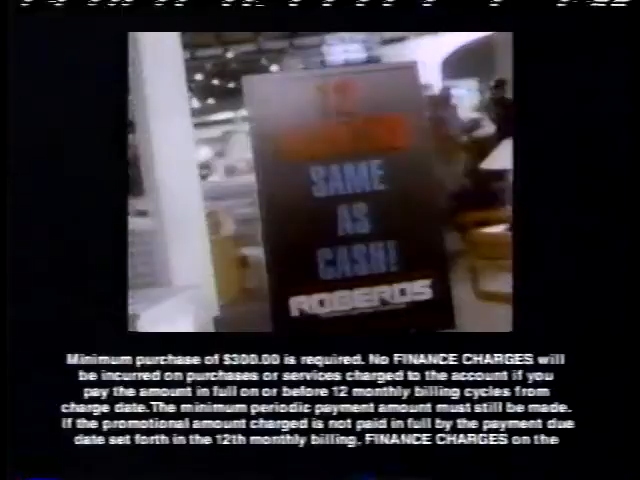 12
MONTHS
SAME
AS
CASH!
ROBERDS
Minimum purchase of $300.00 is required. No FINANCE CHARGES will
be incurred on purchases or services charged to the account if you
pay the amount in full on or before 12 monthly billing cycles from
charge date. The minimum periodic payment amount must still be made.
If the promotional amount charged is not paid in full by the payment due
date set forth in the 12th monthly billing, FINANCE CHARGES on the